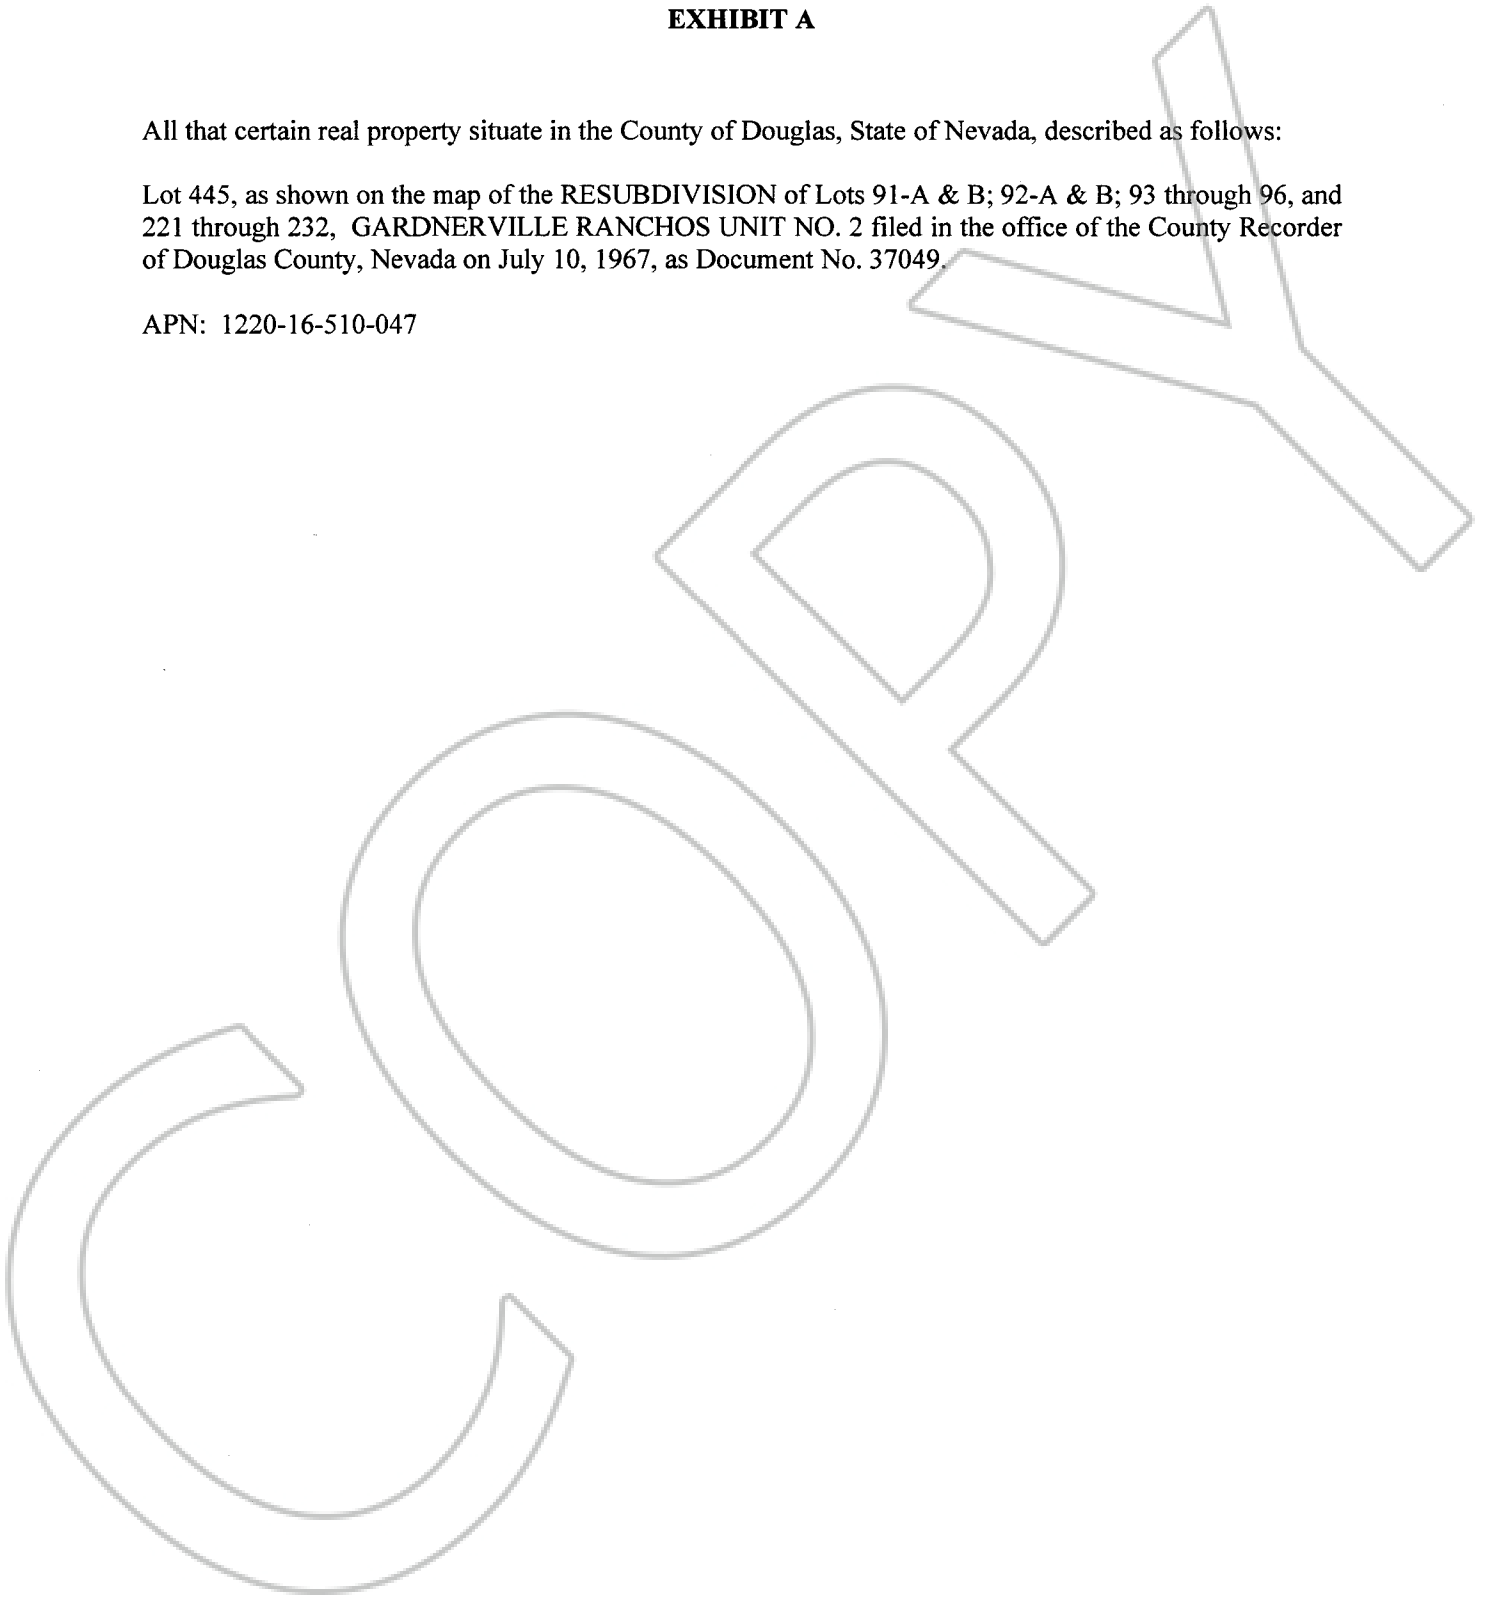 EXHIBIT A
All that certain real property situate in the County of Douglas, State of Nevada, described as follows:
Lot 445, as shown on the map of the RESUBDIVISION of Lots 91-A & B; 92-A & B; 93 through 96, and
221 through 232, GARDNERVILLE RANCHOS UNIT NO. 2 filed in the office of the County Recorder
of Douglas County, Nevada on July 10, 1967, as Document No. 37049.
APN: 1220-16-510-047
COPY